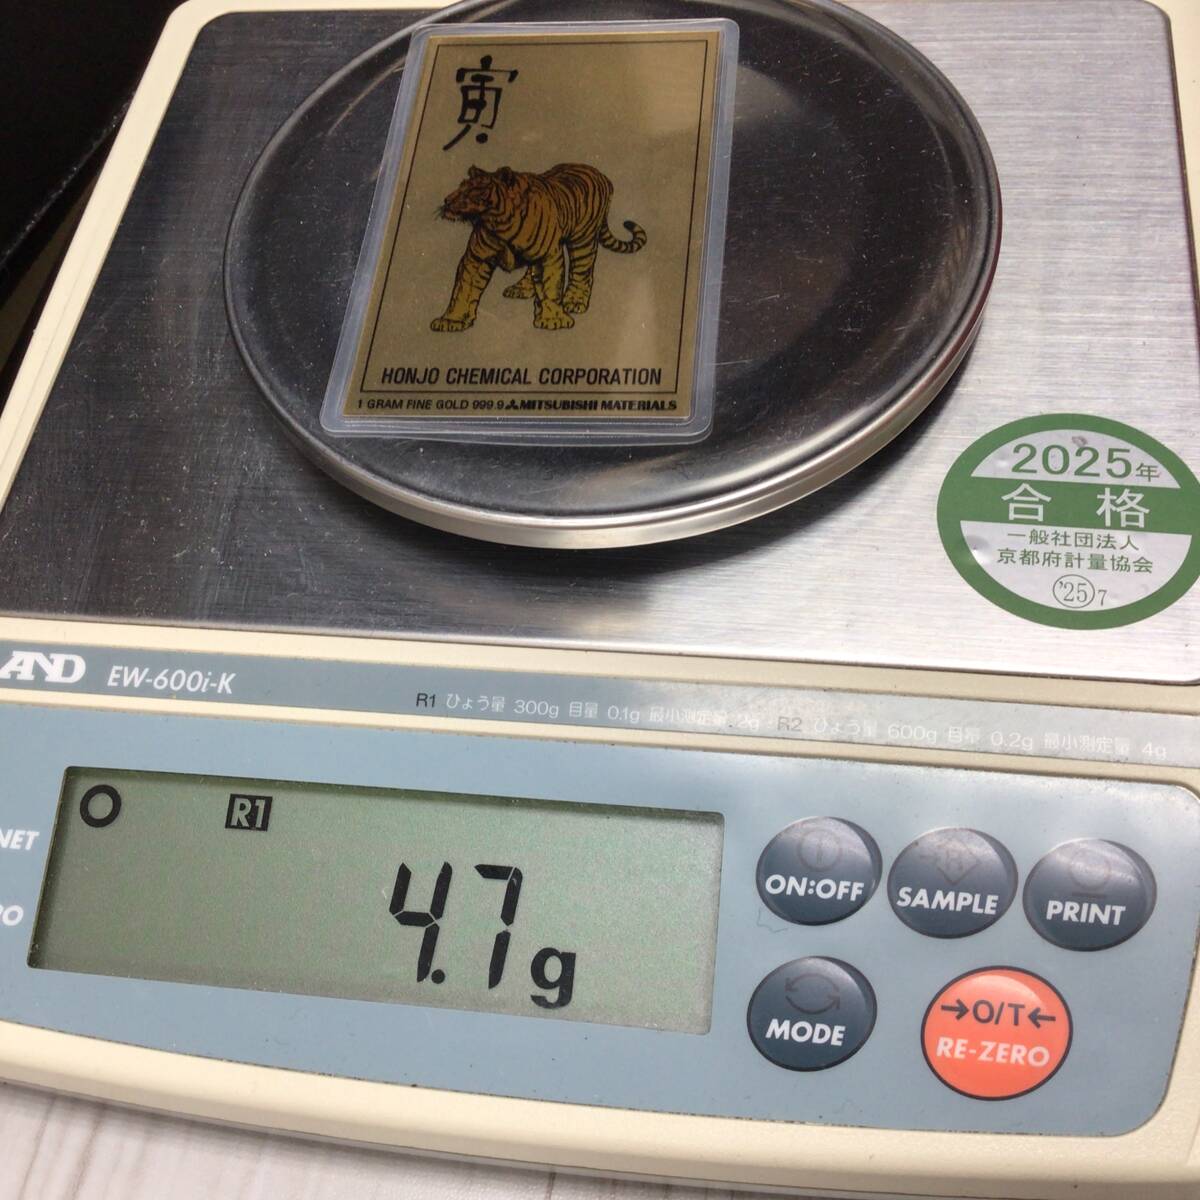 寅
HONJO CHEMICAL CORPORATION
1 GRAM FINE GOLD 999.9 MITSUBISHI MATERIALS
2025年
合格
一般社団法人
京都府計量協会
'25 7
AND EW-600i-K
R1 ひょう量 300g 目量 0.1g 最小測定量 2g · R2 ひょう量 600g 目量 0.2g 最小測定量 4g
NET
R1
4.7g
ON:OFF
SAMPLE
PRINT
MODE
→O/T←
RE-ZERO